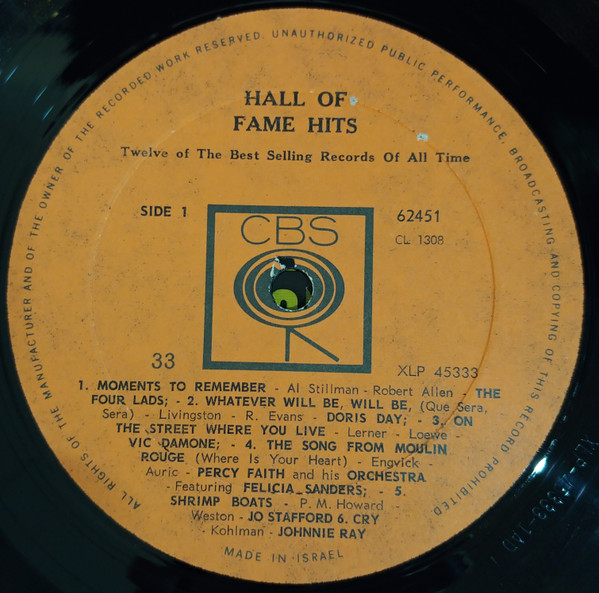 ALL RIGHTS OF THE MANUFACTURER AND OF THE OWNER OF THE RECORDED WORK RESERVED. UNAUTHORIZED PUBLIC PERFORMANCE, BROADCASTING AND COPYING OF THIS RECORD PROHIBITED
HALL OF
FAME HITS
Twelve of The Best Selling Records Of All Time
SIDE 1
62451
CL 1308
CBS
33
XLP 45333
1. MOMENTS TO REMEMBER - Al Stillman - Robert Allen - THE
FOUR LADS; - 2. WHATEVER WILL BE, WILL BE, (Que Sera,
Sera) - Livingston - R. Evans - DORIS DAY; - 3. ON
THE STREET WHERE YOU LIVE - Lerner - Loewe -
VIC DAMONE; - 4. THE SONG FROM MOULIN
ROUGE (Where Is Your Heart) - Engvick -
Auric - PERCY FAITH and his ORCHESTRA
- Featuring FELICIA SANDERS; - 5.
SHRIMP BOATS - P. M. Howard -
Weston - JO STAFFORD 6. CRY
- Kohlman - JOHNNIE RAY
MADE IN ISRAEL